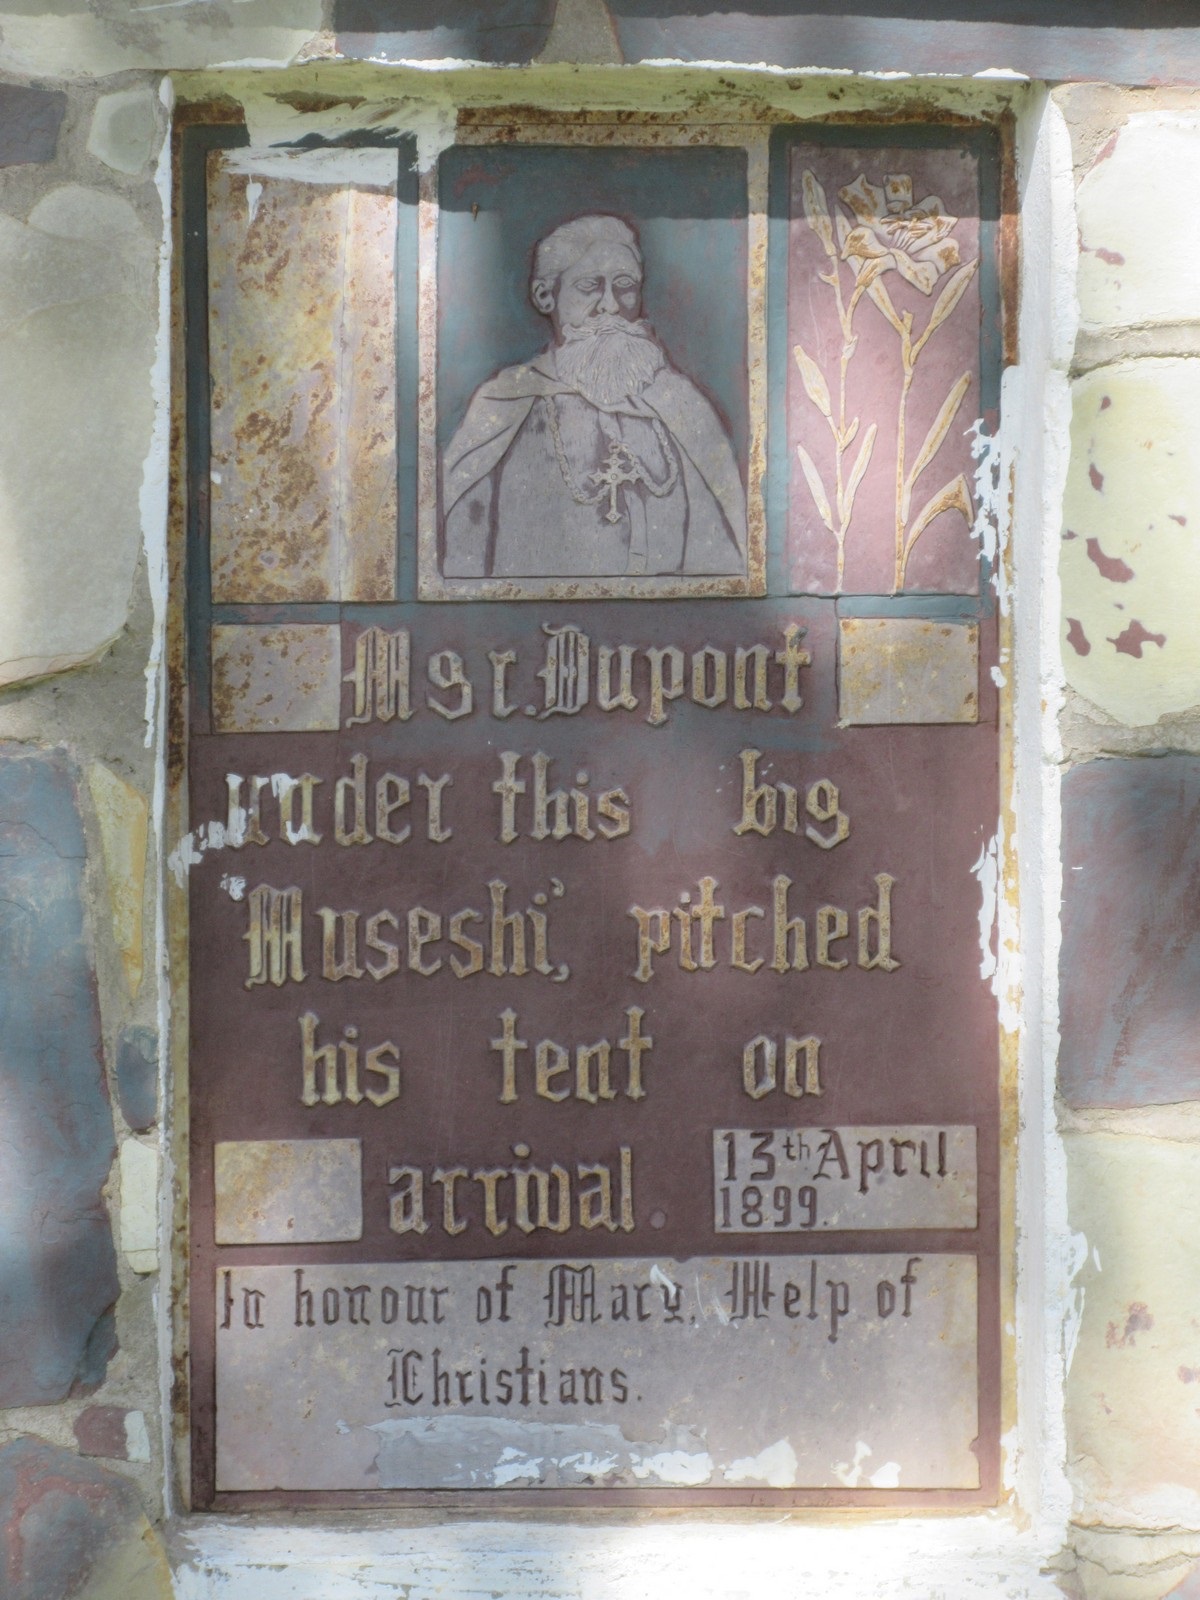 Msr. Dupont
under this big
"Museshi", pitched
his tent on
arrival.
13th April
1899.
In honour of Mary, Help of
Christians.